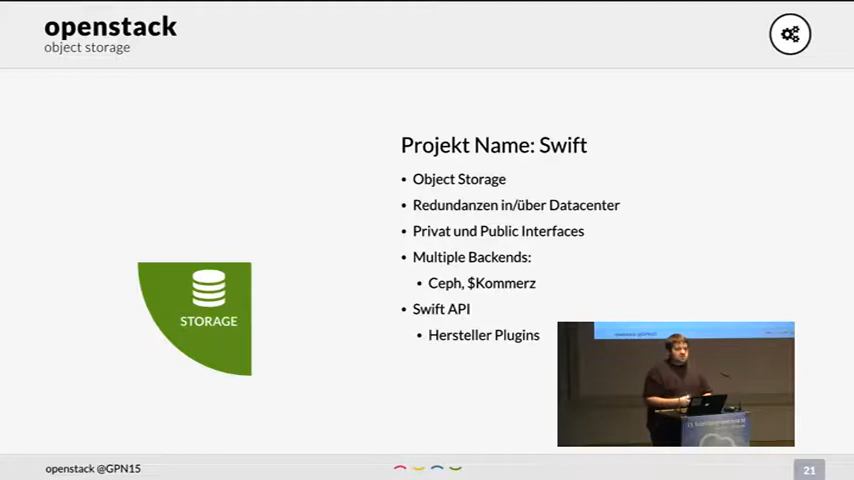 openstack
object storage
Projekt Name: Swift
• Object Storage
• Redundanzen in/über Datacenter
• Privat und Public Interfaces
• Multiple Backends:
• Ceph, $Kommerz
• Swift API
• Hersteller Plugins
STORAGE
openstack @GPN15
21